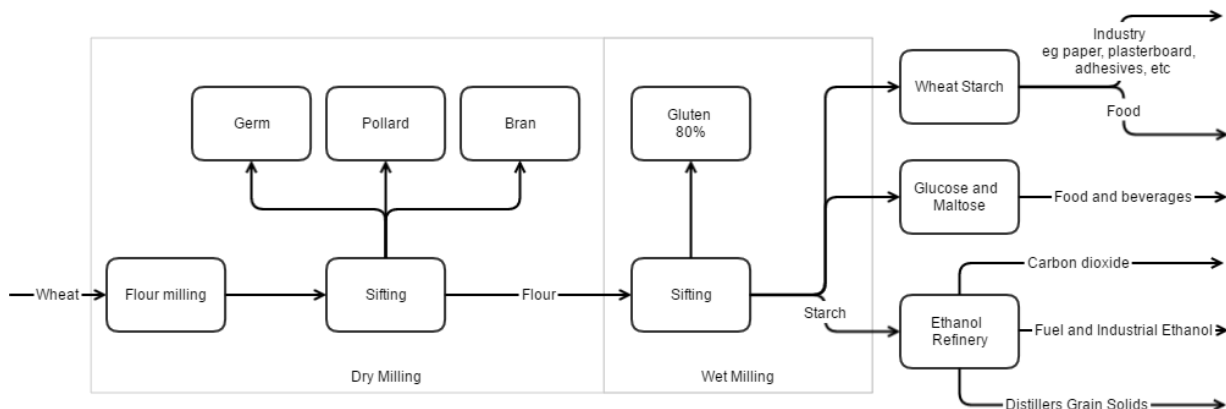 Industry
eg paper, plasterboard,
adhesives, etc
Wheat Starch
Food
Germ
Pollard
Bran
Gluten
80%
Glucose and
Maltose
Food and beverages
Carbon dioxide
Wheat
Flour milling
Sifting
Flour
Sifting
Starch
Ethanol
Refinery
Fuel and Industrial Ethanol
Dry Milling
Wet Milling
Distillers Grain Solids